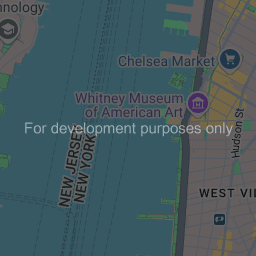 nnology
Chelsea Market
Whitney Museum
of American Art
For development purposes only
Hudson St
NEW JERSEY
NEW YORK
WEST VI